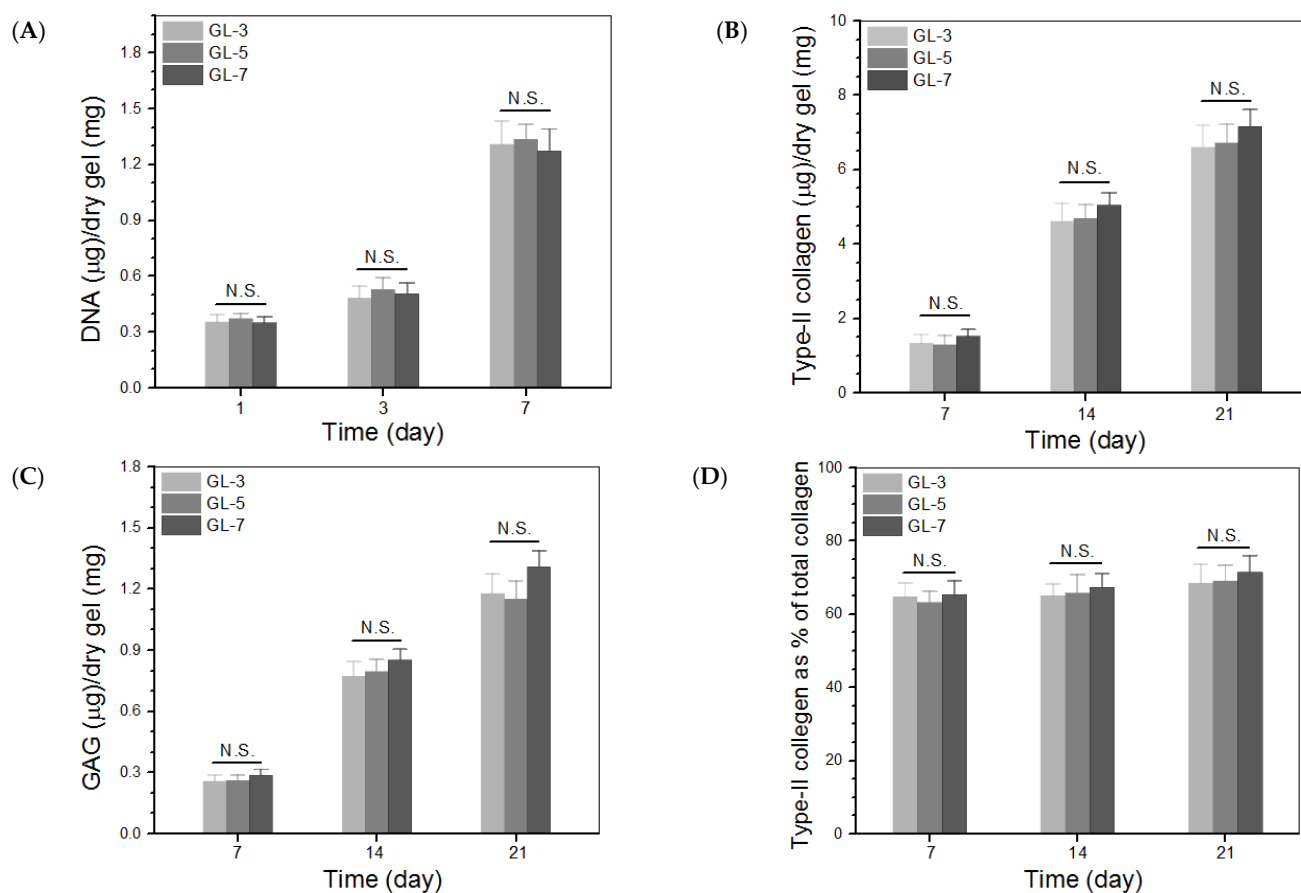 (A)
DNA (μg)/dry gel (mg)
1.8
1.5
1.2
0.9
0.6
0.3
0.0
GL-3
GL-5
GL-7
N.S.
N.S.
N.S.
1 3 7
Time (day)
(B)
Type-II collagen (μg)/dry gel (mg)
10
8
6
4
2
0
GL-3
GL-5
GL-7
N.S.
N.S.
N.S.
7 14 21
Time (day)
(C)
GAG (μg)/dry gel (mg)
1.8
1.5
1.2
0.9
0.6
0.3
0.0
GL-3
GL-5
GL-7
N.S.
N.S.
N.S.
7 14 21
Time (day)
(D)
Type-II collegen as % of total collagen
100
80
60
40
20
0
GL-3
GL-5
GL-7
N.S.
N.S.
N.S.
7 14 21
Time (day)